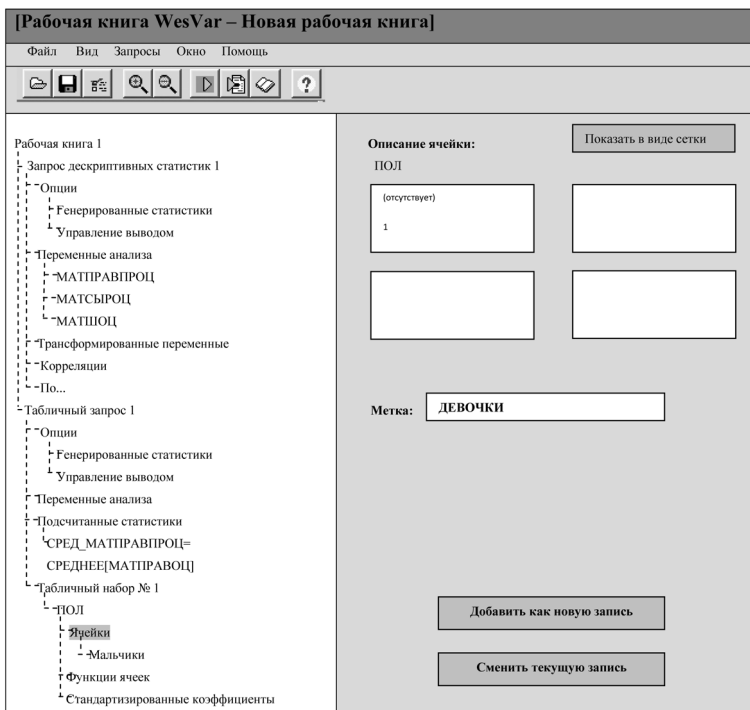 [Рабочая книга WesVar – Новая рабочая книга]
Файл Вид Запросы Окно Помощь
?
Рабочая книга 1
Запрос дескриптивных статистик 1
Опции
Генерированные статистики
Управление выводом
Переменные анализа
МАТПРАВПРОЦ
МАТСЫРОЦ
МАТШОЦ
Трансформированные переменные
Корреляции
По...
Табличный запрос 1
Опции
Генерированные статистики
Управление выводом
Переменные анализа
Подсчитанные статистики
СРЕД_МАТПРАВПРОЦ=
СРЕДНЕЕ[МАТПРАВОЦ]
Табличный набор № 1
ПОЛ
Ячейки
Мальчики
Функции ячеек
Стандартизированные коэффициенты
Описание ячейки:
Показать в виде сетки
ПОЛ
(отсутствует)
1
Метка: ДЕВОЧКИ
Добавить как новую запись
Сменить текущую запись